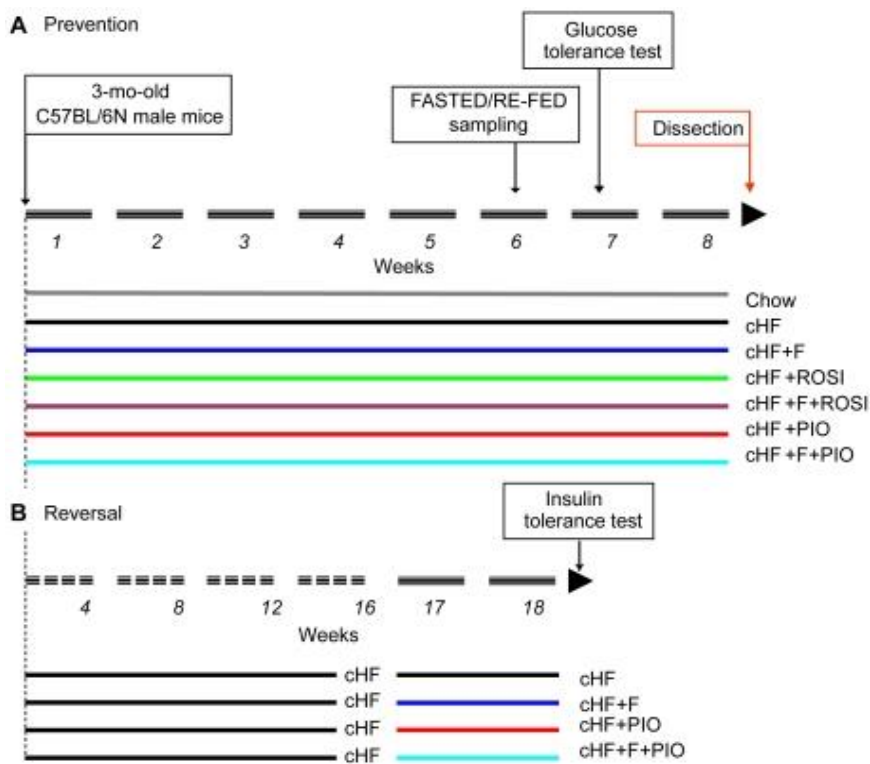 A Prevention
Glucose
tolerance test
3-mo-old
C57BL/6N male mice
FASTED/RE-FED
sampling
Dissection
1 2 3 4 5 6 7 8
Weeks
Chow
cHF
cHF+F
cHF +ROSI
cHF +F+ROSI
cHF +PIO
cHF +F+PIO
B Reversal
Insulin
tolerance test
4 8 12 16 17 18
Weeks
cHF cHF
cHF cHF+F
cHF cHF+PIO
cHF cHF+F+PIO